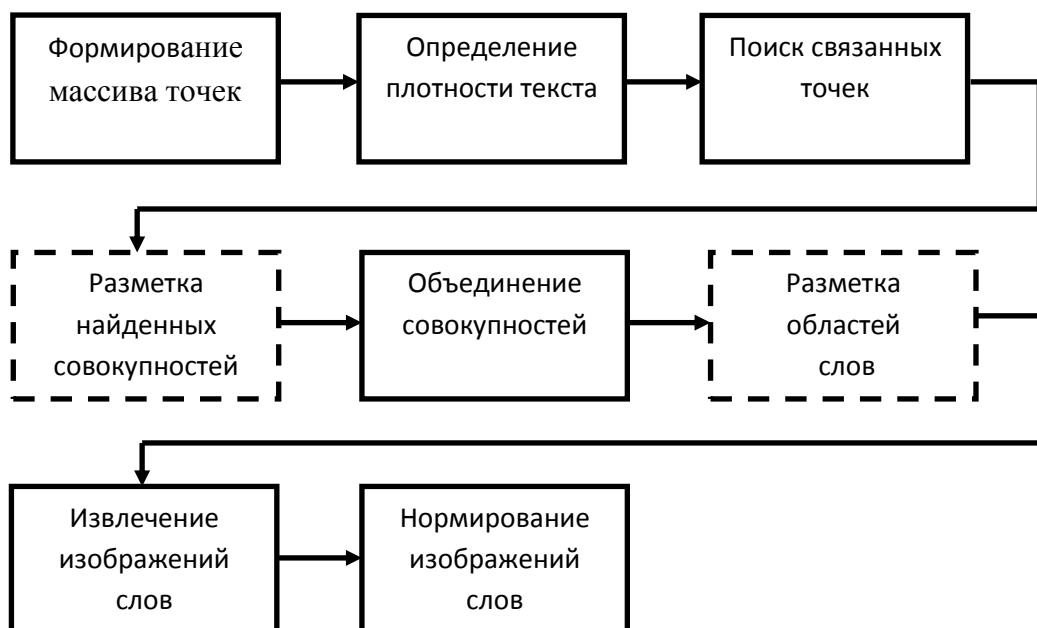 Формирование
массива точек
Определение
плотности текста
Поиск связанных
точек
Разметка
найденных
совокупностей
Объединение
совокупностей
Разметка
областей
слов
Извлечение
изображений
слов
Нормирование
изображений
слов